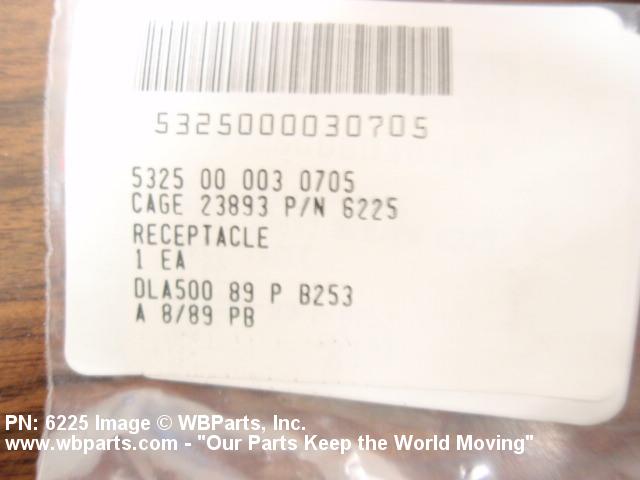 5325000030705
5325 00 003 0705
CAGE 23893 P/N 6225
RECEPTACLE
1 EA
DLA500 89 P B253
A 8/89 PB
PN: 6225 Image © WBParts, Inc.
www.wbparts.com - "Our Parts Keep the World Moving"